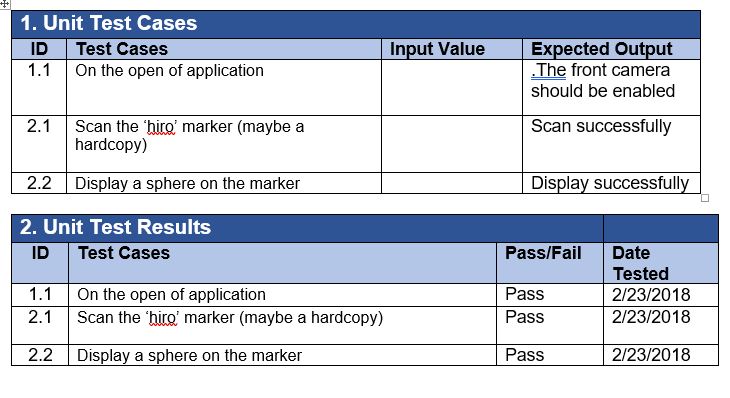 1. Unit Test Cases
ID Test Cases Input Value Expected Output
1.1 On the open of application .The front camera
should be enabled
2.1 Scan the ‘hiro’ marker (maybe a Scan successfully
hardcopy)
2.2 Display a sphere on the marker Display successfully
2. Unit Test Results
ID Test Cases Pass/Fail Date
Tested
1.1 On the open of application Pass 2/23/2018
2.1 Scan the ‘hiro’ marker (maybe a hardcopy) Pass 2/23/2018
2.2 Display a sphere on the marker Pass 2/23/2018